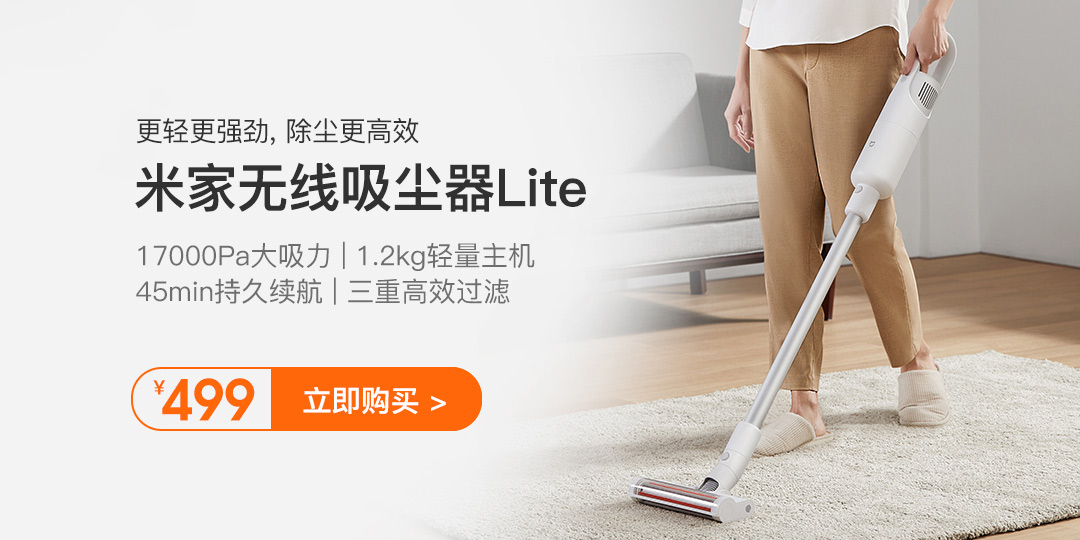 更轻更强劲, 除尘更高效
米家无线吸尘器Lite
17000Pa大吸力 | 1.2kg轻量主机
45min持久续航 | 三重高效过滤
¥499 立即购买 >